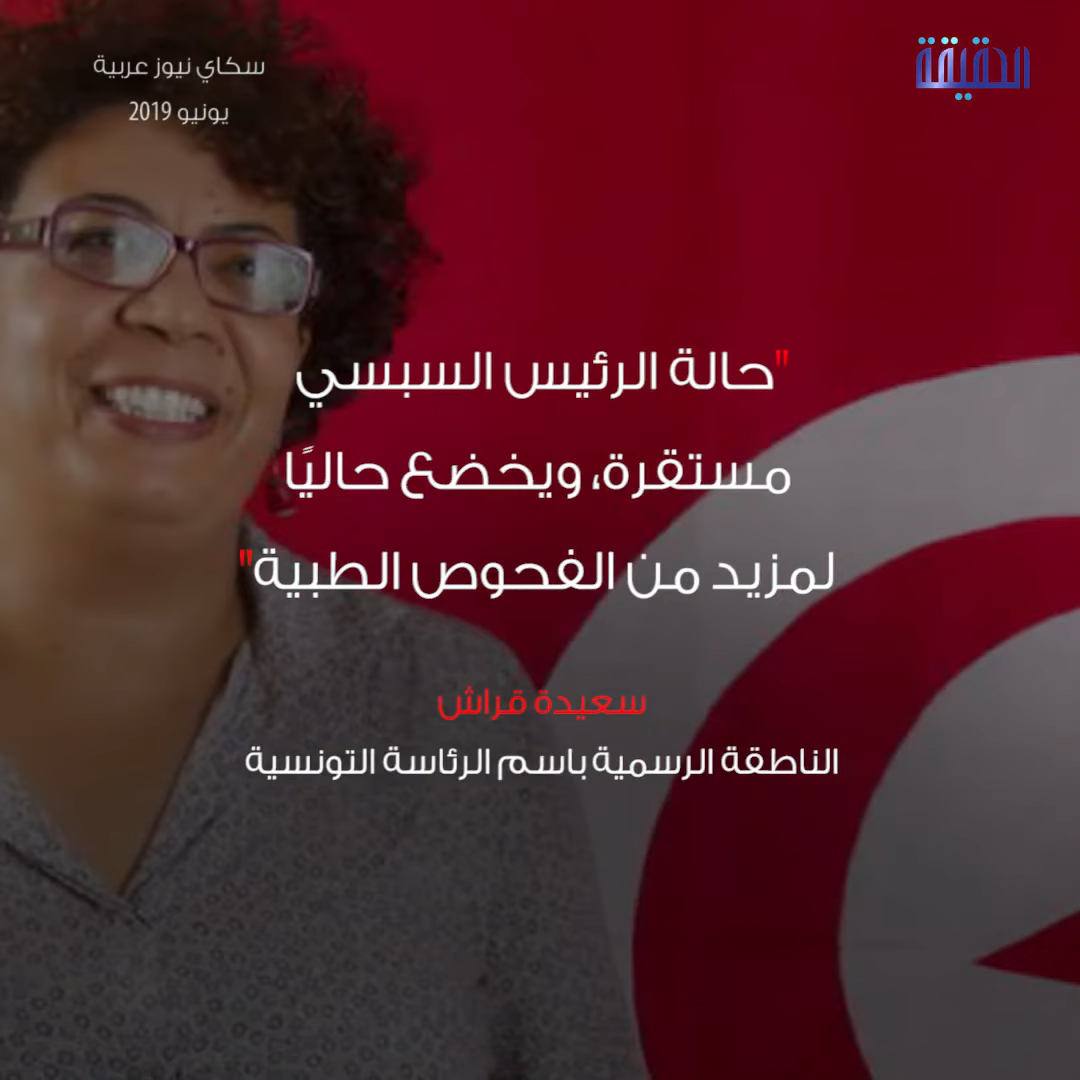 الحقيقة
سكاي نيوز عربية
يونيو 2019
"حالة الرئيس السبسي
مستقرة، ويخضع حاليًا
لمزيد من الفحوص الطبية"
سعيدة قراش
الناطقة الرسمية باسم الرئاسة التونسية